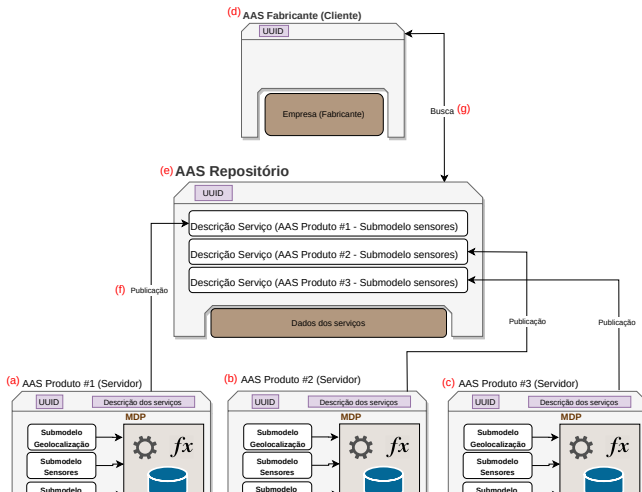 (d) AAS Fabricante (Cliente)
UUID
Empresa (Fabricante)
Busca (g)
(e) AAS Repositório
UUID
Descrição Serviço (AAS Produto #1 - Submodelo sensores)
Descrição Serviço (AAS Produto #2 - Submodelo sensores)
Descrição Serviço (AAS Produto #3 - Submodelo sensores)
Dados dos serviços
(f) Publicação
Publicação
Publicação
(a) AAS Produto #1 (Servidor)
UUID
Descrição dos serviços
MDP
Submodelo
Geolocalização
Submodelo
Sensores
Submodelo
fx
(b) AAS Produto #2 (Servidor)
UUID
Descrição dos serviços
MDP
Submodelo
Geolocalização
Submodelo
Sensores
Submodelo
fx
(c) AAS Produto #3 (Servidor)
UUID
Descrição dos serviços
MDP
Submodelo
Geolocalização
Submodelo
Sensores
Submodelo
fx